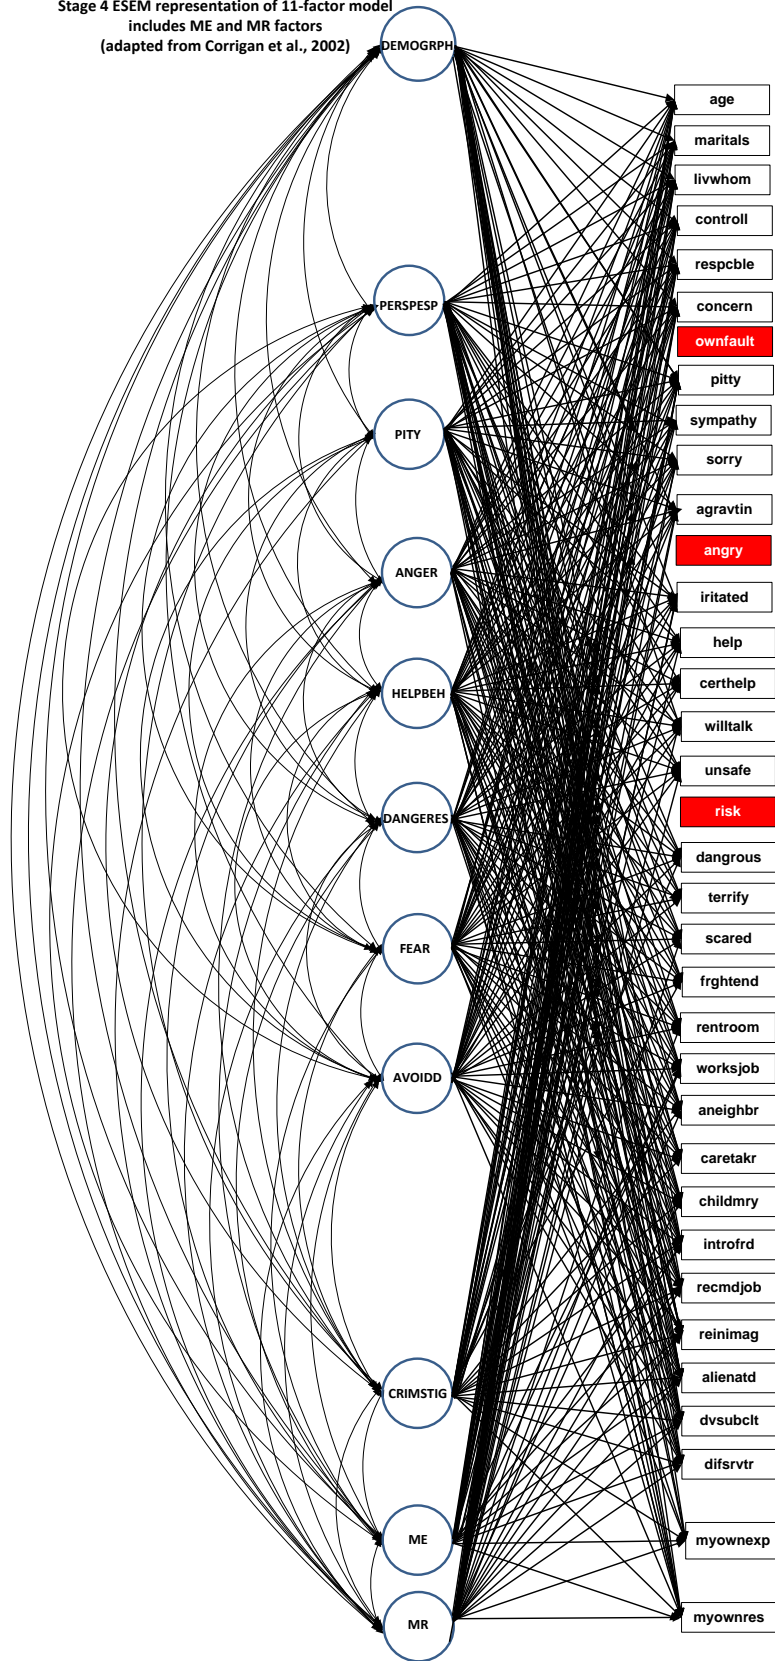 Stage 4 ESEM representation of 11-factor model
includes ME and MR factors
(adapted from Corrigan et al., 2002)
DEMOGRPH
PERSPESP
PITY
ANGER
HELPBEH
DANGERES
FEAR
AVOIDD
CRIMSTIG
ME
MR
age
maritals
livwhom
controll
respcble
concern
ownfault
pitty
sympathy
sorry
agravtin
angry
iritated
help
certhelp
willtalk
unsafe
risk
dangrous
terrify
scared
frghtend
rentroom
worksjob
aneighbr
caretakr
childmry
introfrd
recmdjob
reinimag
alienatd
dvsubclt
difsrvtr
myownexp
myownres